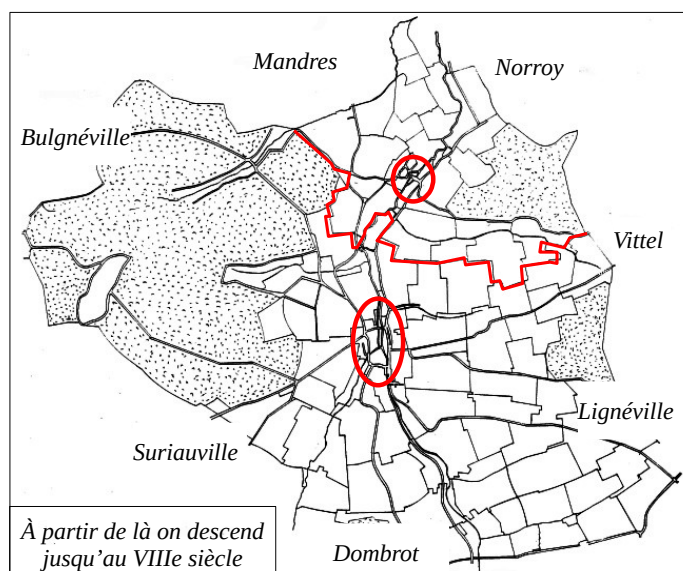 Mandres
Norroy
Bulgnéville
Vittel
Lignéville
Suriauville
À partir de là on descend
jusqu'au VIIIe siècle
Dombrot